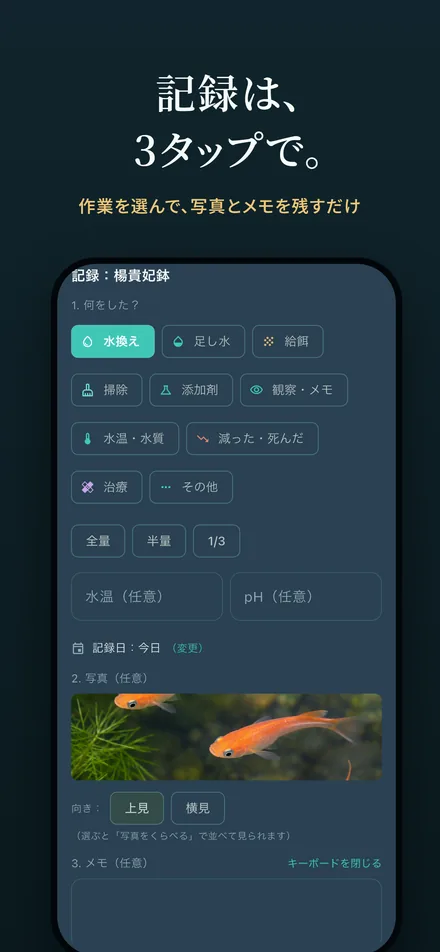 記録は、
3タップで。
作業を選んで、写真とメモを残すだけ
記録：楊貴妃鉢
1. 何をした？
水換え 足し水 給餌
掃除 添加剤 観察・メモ
水温・水質 減った・死んだ
治療 その他
全量 半量 1/3
水温（任意） pH（任意）
記録日：今日 （変更）
2. 写真（任意）
向き： 上見 横見
（選ぶと「写真をくらべる」で並べて見られます）
3. メモ（任意） キーボードを閉じる